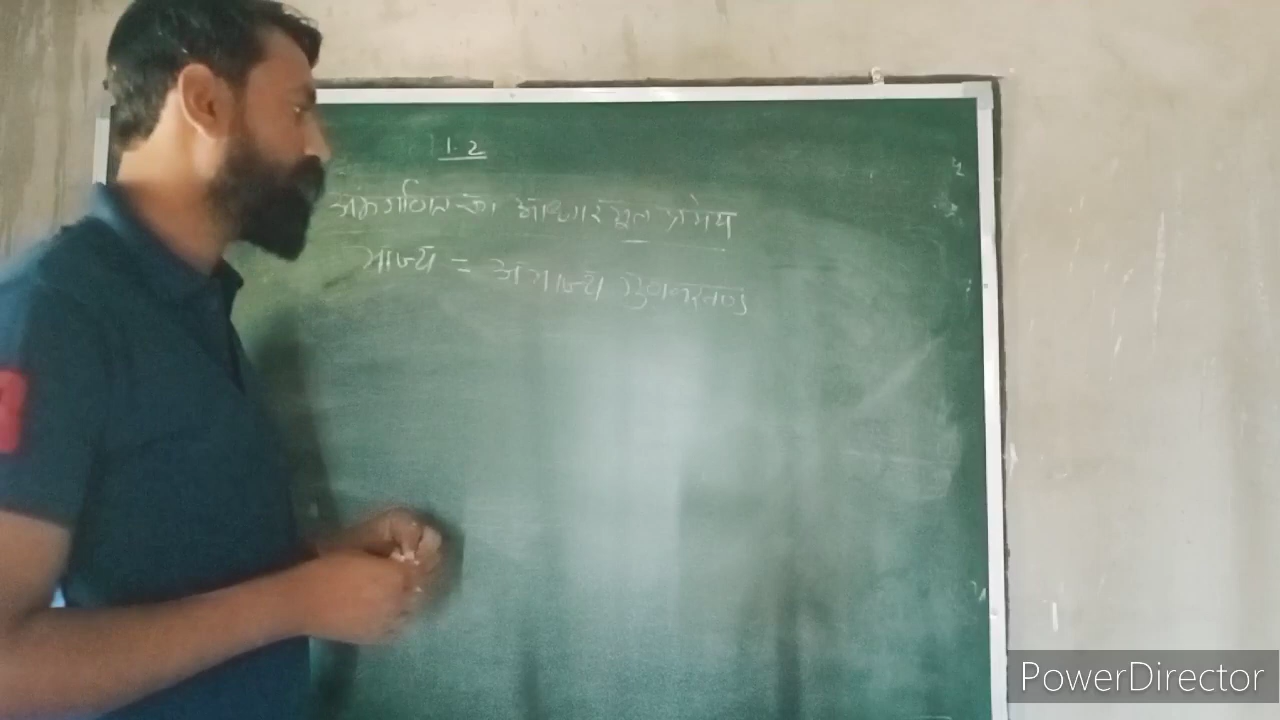 1.2
अंकगणित का आधारभूत प्रमेय
भाज्य = अभाज्य गुणनखण्ड
PowerDirector